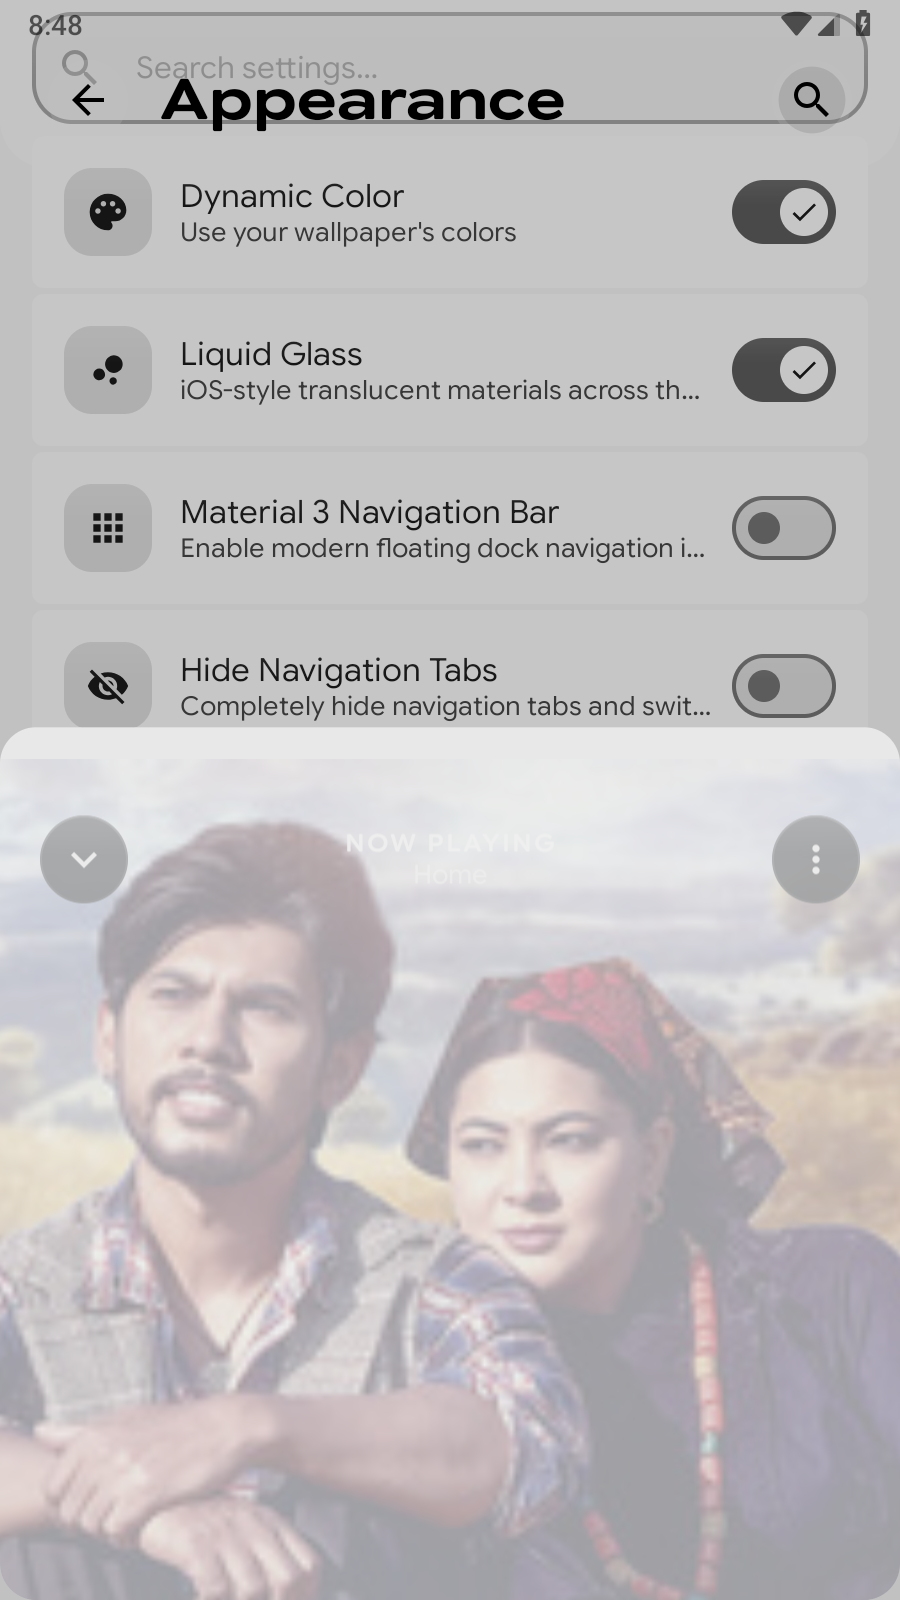 8:48
Search settings...
Appearance
Dynamic Color
Use your wallpaper's colors
Liquid Glass
iOS-style translucent materials across th...
Material 3 Navigation Bar
Enable modern floating dock navigation i...
Hide Navigation Tabs
Completely hide navigation tabs and swit...
NOW PLAYING
Home